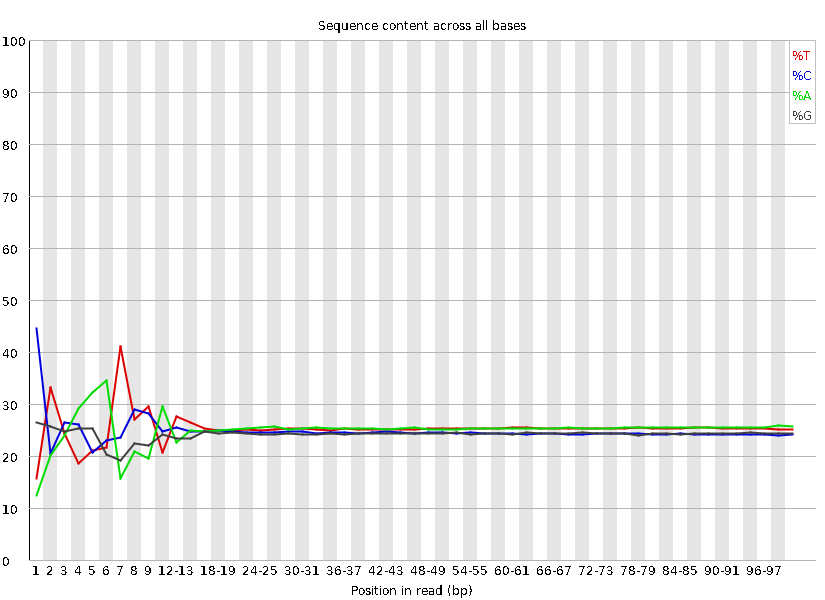 Sequence content across all bases
100
90
80
70
60
50
40
30
20
10
0
%T
%C
%A
%G
1 2 3 4 5 6 7 8 9 12-13 18-19 24-25 30-31 36-37 42-43 48-49 54-55 60-61 66-67 72-73 78-79 84-85 90-91 96-97
Position in read (bp)